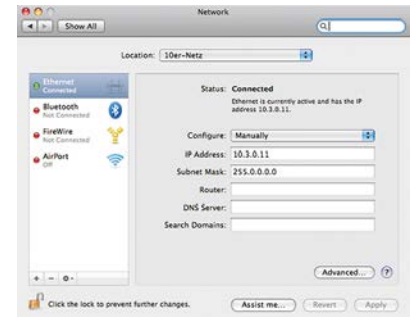 Network
Show All
Location: 10er-Netz
Ethernet
Connected
Bluetooth
Not Connected
FireWire
Not Connected
AirPort
Off
Status: Connected
Ethernet is currently active and has the IP
address 10.3.0.11.
Configure: Manually
IP Address: 10.3.0.11
Subnet Mask: 255.0.0.0
Router:
DNS Server:
Search Domains:
Advanced... ?
Click the lock to prevent further changes.
Assist me... Revert Apply